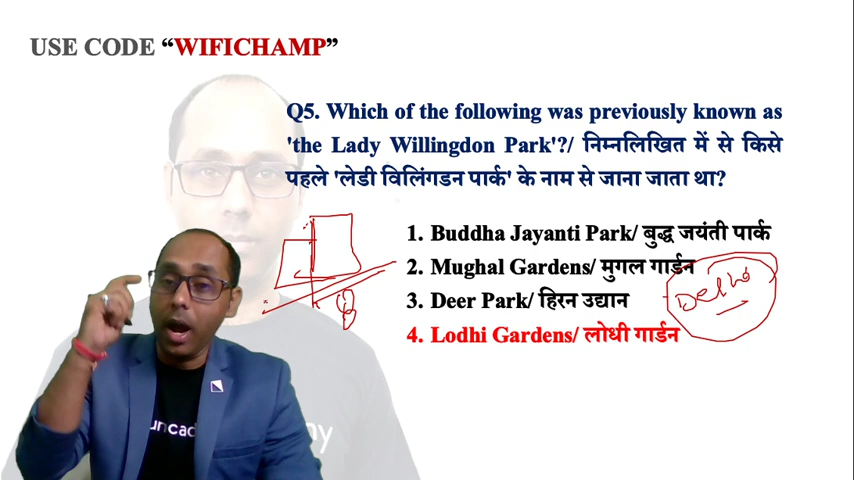 USE CODE “WIFICHAMP”
Q5. Which of the following was previously known as
'the Lady Willingdon Park'?/ निम्नलिखित में से किसे
पहले 'लेडी विलिंगडन पार्क' के नाम से जाना जाता था?
1. Buddha Jayanti Park/ बुद्ध जयंती पार्क
2. Mughal Gardens/ मुगल गार्डन
3. Deer Park/ हिरन उद्यान
Delhi
4. Lodhi Gardens/ लोधी गार्डन